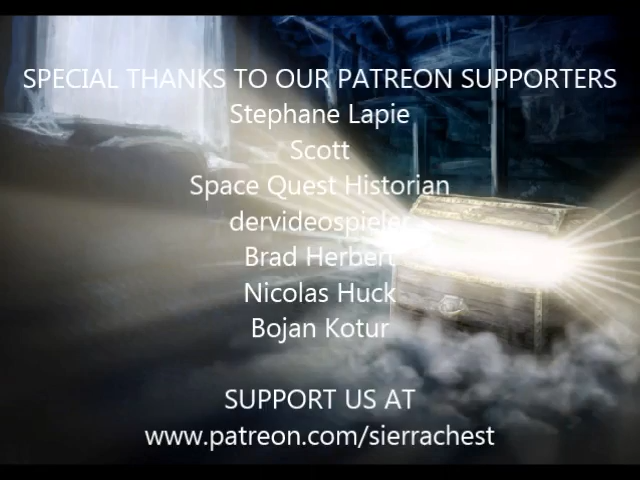 SPECIAL THANKS TO OUR PATREON SUPPORTERS
Stephane Lapie
Scott
Space Quest Historian
dervideospieler
Brad Herbert
Nicolas Huck
Bojan Kotur
SUPPORT US AT
www.patreon.com/sierrachest